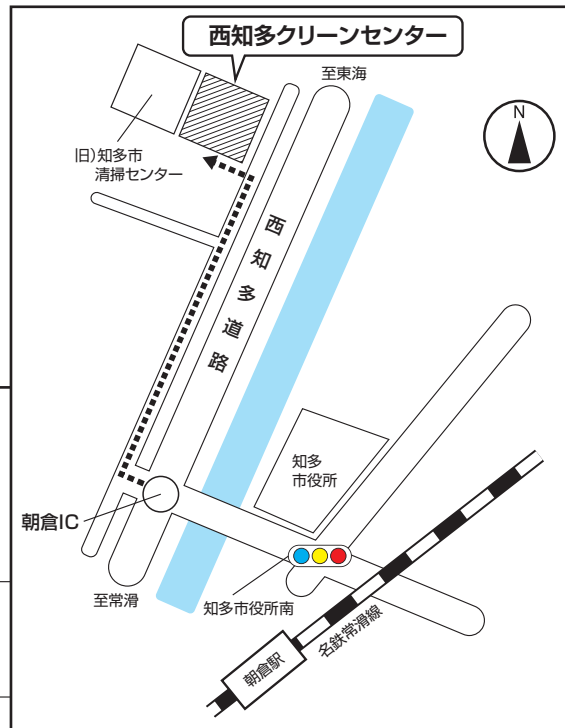 西知多クリーンセンター
至東海
N
旧)知多市
清掃センター
西知多道路
知多
市役所
朝倉IC
至常滑
知多市役所南
名鉄常滑線
朝倉駅